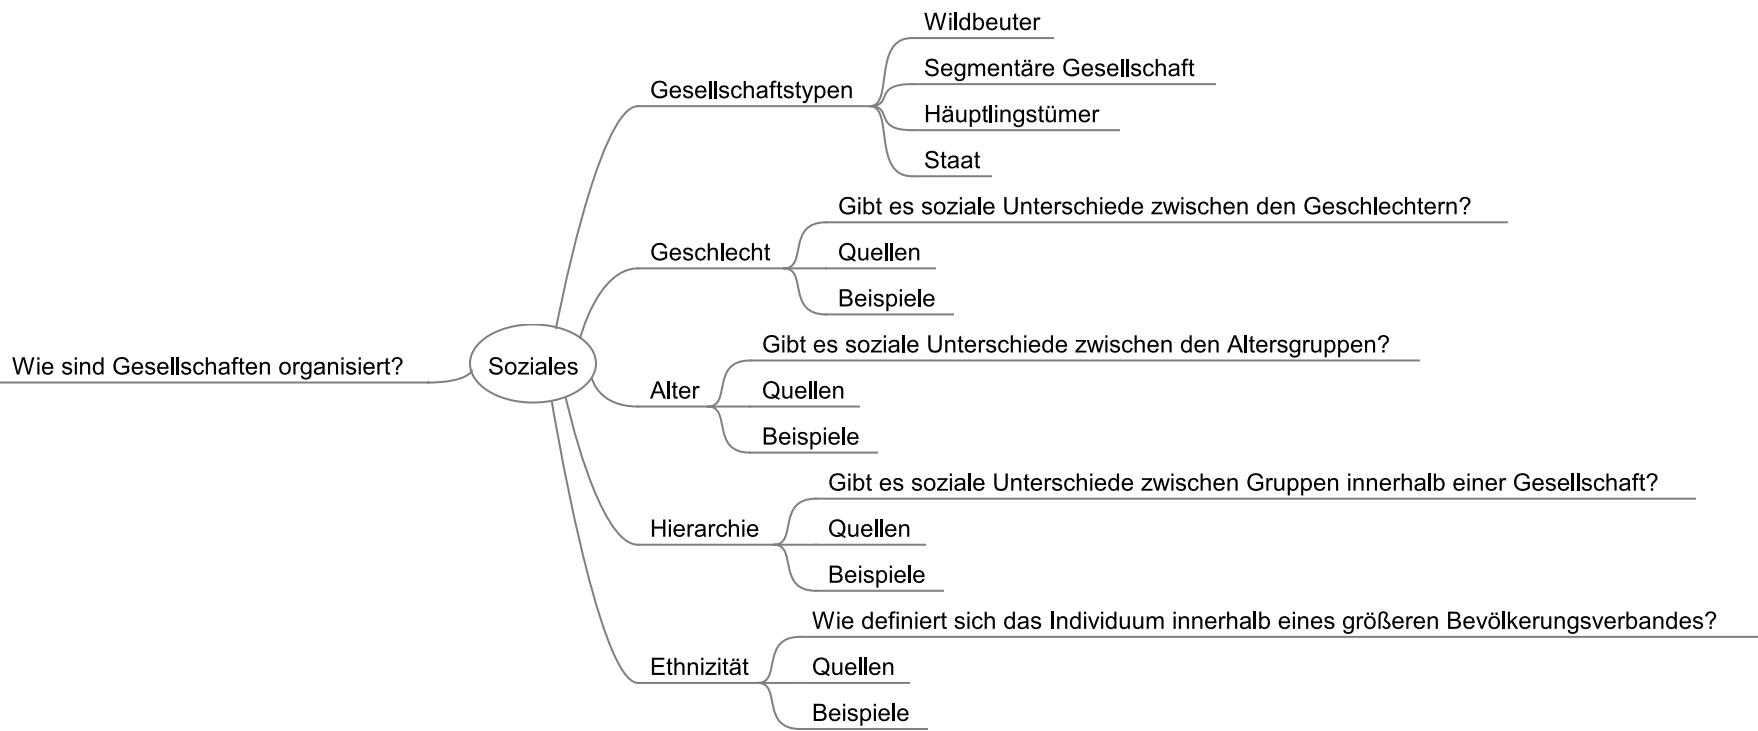 Wie sind Gesellschaften organisiert?
Soziales
Gesellschaftstypen
Wildbeuter
Segmentäre Gesellschaft
Häuptlingstümer
Staat
Geschlecht
Gibt es soziale Unterschiede zwischen den Geschlechtern?
Quellen
Beispiele
Alter
Gibt es soziale Unterschiede zwischen den Altersgruppen?
Quellen
Beispiele
Hierarchie
Gibt es soziale Unterschiede zwischen Gruppen innerhalb einer Gesellschaft?
Quellen
Beispiele
Ethnizität
Wie definiert sich das Individuum innerhalb eines größeren Bevölkerungsverbandes?
Quellen
Beispiele